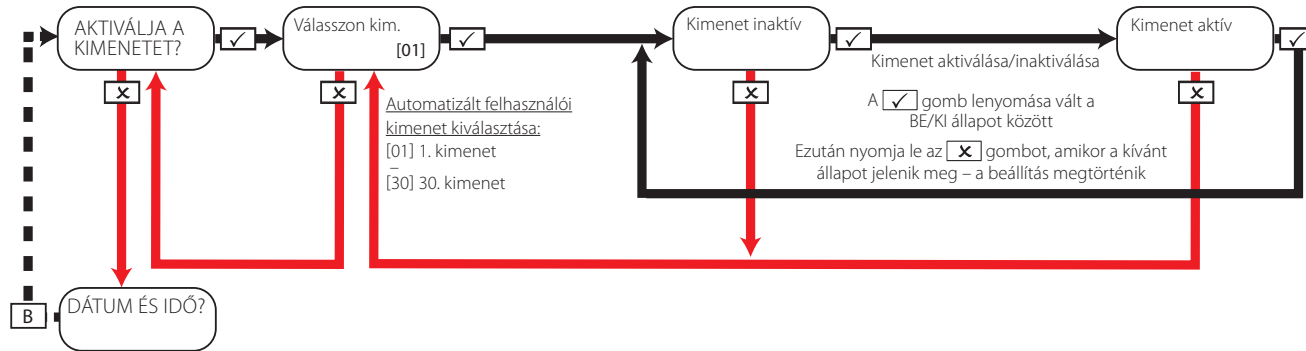 AKTIVÁLJA A
KIMENETET?
✓
Válasszon kim.
[01]
✓
Kimenet inaktív
✓
Kimenet aktív
✓
x
x
x
x
Kimenet aktiválása/inaktiválása
Automatizált felhasználói
kimenet kiválasztása:
[01] 1. kimenet
–
[30] 30. kimenet
A ✓ gomb lenyomása vált a
BE/KI állapot között
Ezután nyomja le az x gombot, amikor a kívánt
állapot jelenik meg – a beállítás megtörténik
B
DÁTUM ÉS IDŐ?